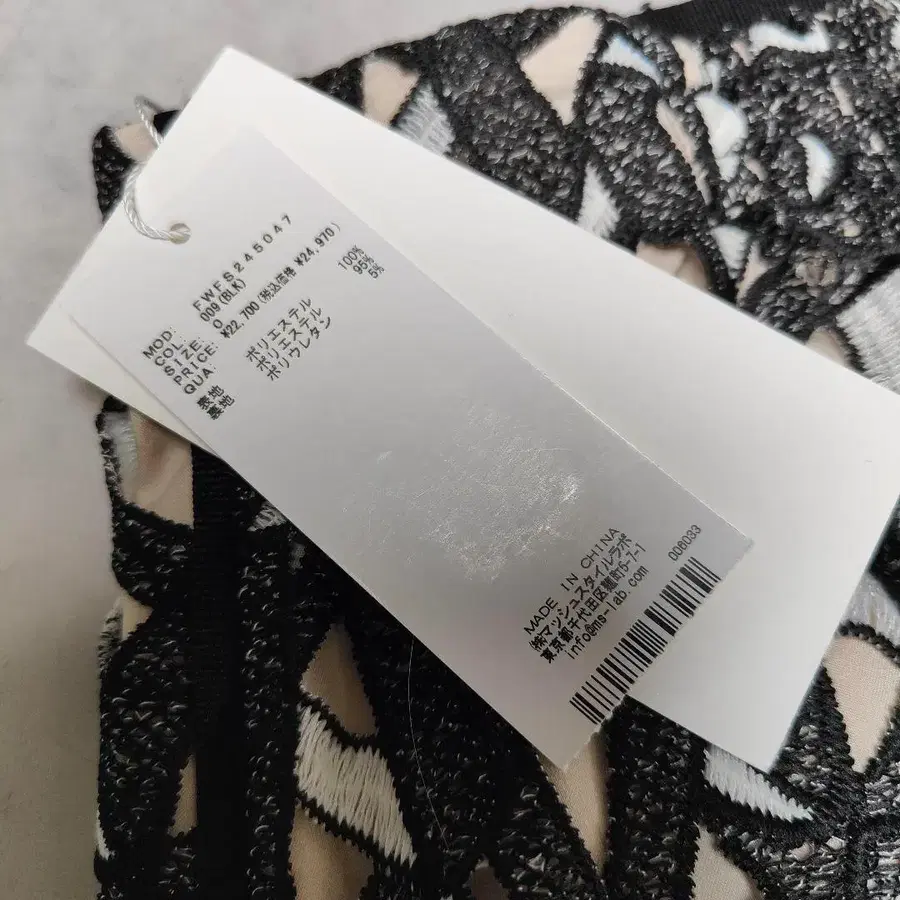 MOD: FWFS245047
COL: 009(BLK)
SIZE: 0
PRICE: ¥22,700(税込価格 ¥24,970)
QUA:
表地 ポリエステル 100%
裏地 ポリエステル 95%
ポリウレタン 5%
MADE IN CHINA
㈱マッシュスタイルラボ
東京都千代田区麹町5-7-1
info@ms-lab.com
006033